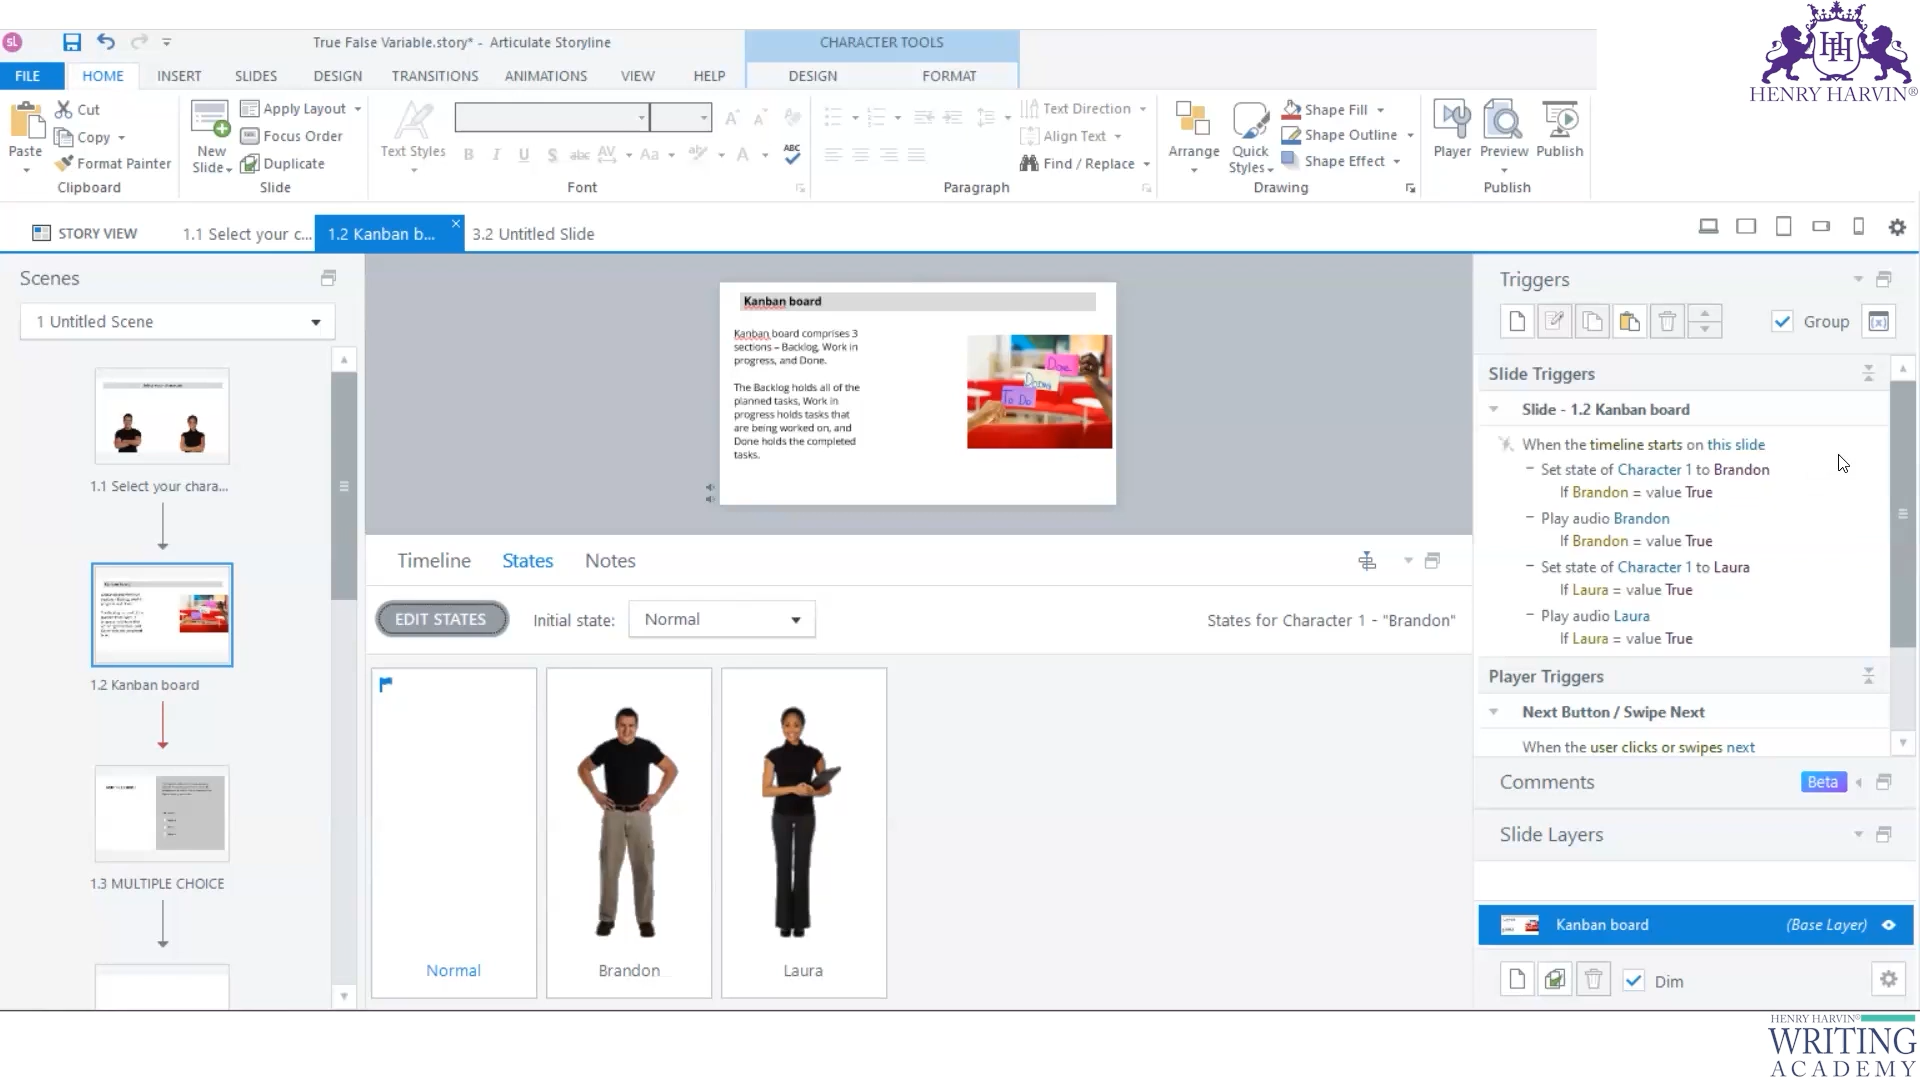 HENRY HARVIN®
sl
True False Variable.story* - Articulate Storyline
CHARACTER TOOLS
FILE
HOME
INSERT
SLIDES
DESIGN
TRANSITIONS
ANIMATIONS
VIEW
HELP
DESIGN
FORMAT
Paste
Cut
Copy
Format Painter
Clipboard
New Slide
Apply Layout
Focus Order
Duplicate
Slide
Text Styles
B I U S abc AV Aa A
ABC
Font
Text Direction
Align Text
Find / Replace
Paragraph
Arrange
Quick Styles
Shape Fill
Shape Outline
Shape Effect
Drawing
Player
Preview
Publish
Publish
STORY VIEW
1.1 Select your c...
1.2 Kanban b...
3.2 Untitled Slide
Scenes
1 Untitled Scene
1.1 Select your chara...
1.2 Kanban board
1.3 MULTIPLE CHOICE
Kanban board
Kanban board comprises 3
sections – Backlog, Work in
progress, and Done.
The Backlog holds all of the
planned tasks, Work in
progress holds tasks that
are being worked on, and
Done holds the completed
tasks.
Done
Doing
To Do
Timeline
States
Notes
EDIT STATES
Initial state:
Normal
States for Character 1 - "Brandon"
Normal
Brandon
Laura
Triggers
Group
Slide Triggers
Slide - 1.2 Kanban board
When the timeline starts on this slide
- Set state of Character 1 to Brandon
If Brandon = value True
- Play audio Brandon
If Brandon = value True
- Set state of Character 1 to Laura
If Laura = value True
- Play audio Laura
If Laura = value True
Player Triggers
Next Button / Swipe Next
When the user clicks or swipes next
Comments
Beta
Slide Layers
Kanban board
(Base Layer)
Dim
HENRY HARVIN®
WRITING
ACADEMY